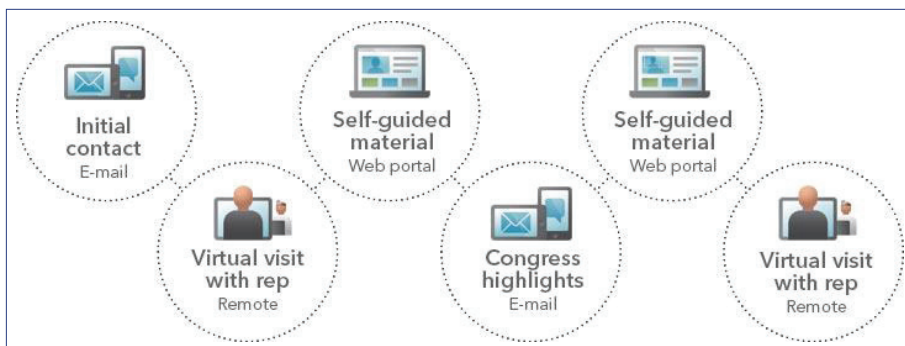 Initial
contact
E-mail
Virtual visit
with rep
Remote
Self-guided
material
Web portal
Congress
highlights
E-mail
Self-guided
material
Web portal
Virtual visit
with rep
Remote